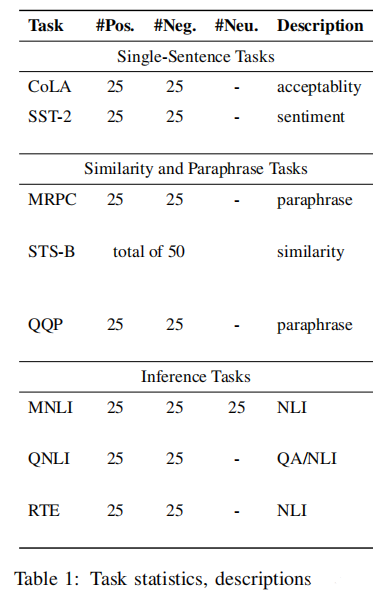 Task #Pos. #Neg. #Neu. Description
Single-Sentence Tasks
CoLA 25 25 - acceptablity
SST-2 25 25 - sentiment
Similarity and Paraphrase Tasks
MRPC 25 25 - paraphrase
STS-B total of 50 similarity
QQP 25 25 - paraphrase
Inference Tasks
MNLI 25 25 25 NLI
QNLI 25 25 - QA/NLI
RTE 25 25 - NLI
Table 1: Task statistics, descriptions